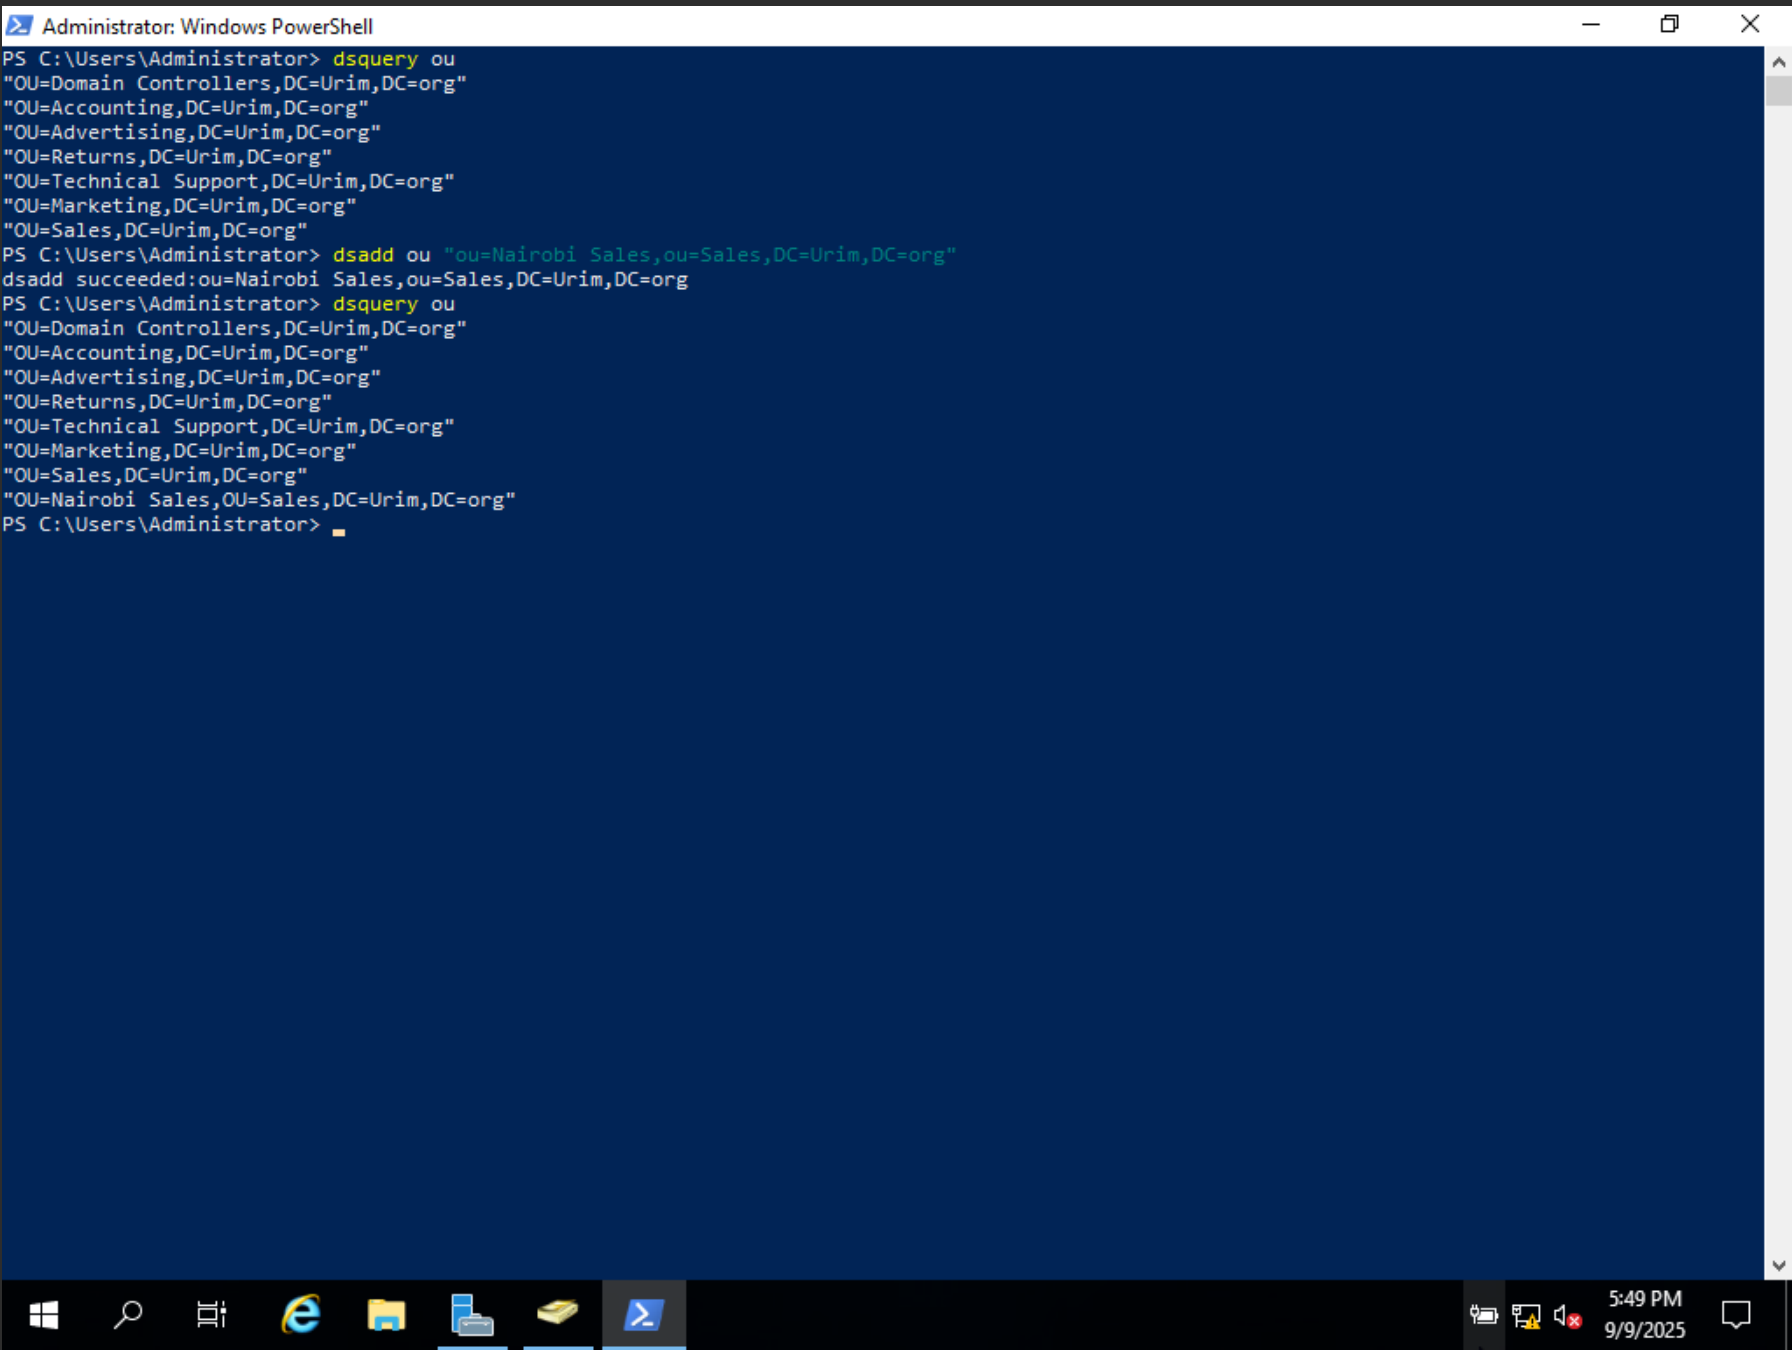 Administrator: Windows PowerShell
PS C:\Users\Administrator> dsquery ou
"OU=Domain Controllers,DC=Urim,DC=org"
"OU=Accounting,DC=Urim,DC=org"
"OU=Advertising,DC=Urim,DC=org"
"OU=Returns,DC=Urim,DC=org"
"OU=Technical Support,DC=Urim,DC=org"
"OU=Marketing,DC=Urim,DC=org"
"OU=Sales,DC=Urim,DC=org"
PS C:\Users\Administrator> dsadd ou "ou=Nairobi Sales,ou=Sales,DC=Urim,DC=org"
dsadd succeeded:ou=Nairobi Sales,ou=Sales,DC=Urim,DC=org
PS C:\Users\Administrator> dsquery ou
"OU=Domain Controllers,DC=Urim,DC=org"
"OU=Accounting,DC=Urim,DC=org"
"OU=Advertising,DC=Urim,DC=org"
"OU=Returns,DC=Urim,DC=org"
"OU=Technical Support,DC=Urim,DC=org"
"OU=Marketing,DC=Urim,DC=org"
"OU=Sales,DC=Urim,DC=org"
"OU=Nairobi Sales,OU=Sales,DC=Urim,DC=org"
PS C:\Users\Administrator>
5:49 PM
9/9/2025